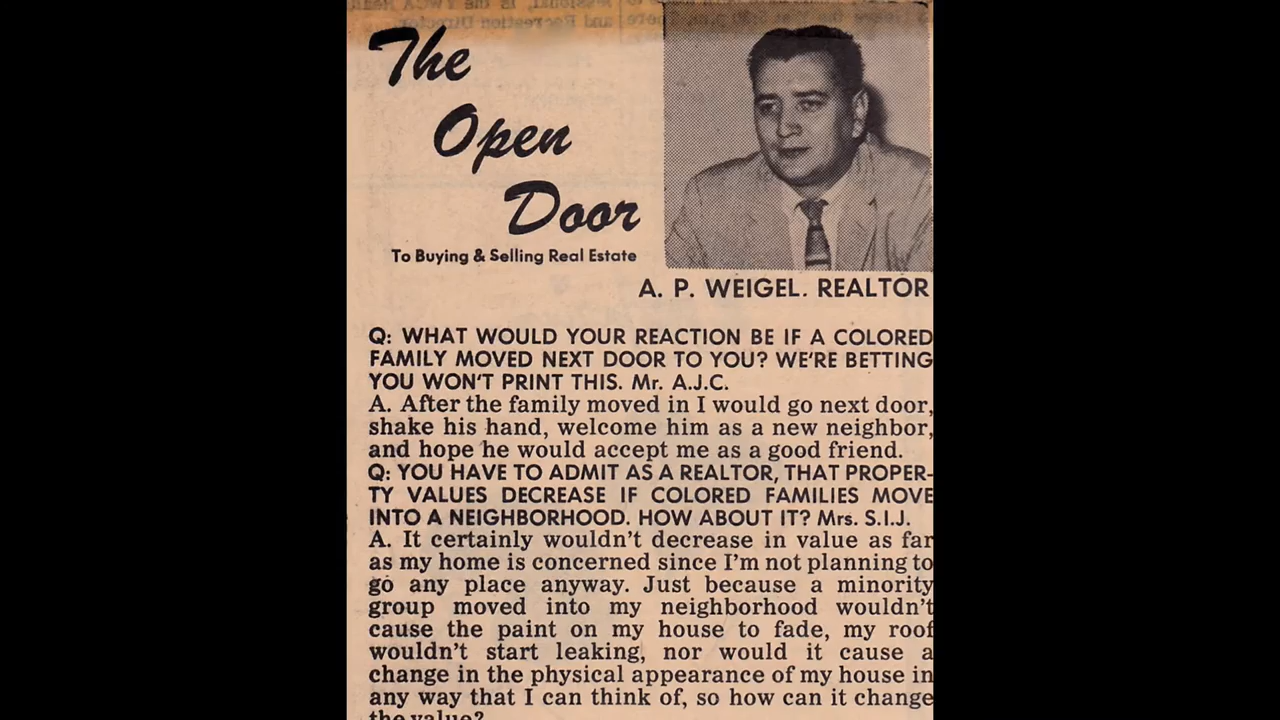 The
Open
Door
To Buying & Selling Real Estate
A. P. WEIGEL. REALTOR
Q: WHAT WOULD YOUR REACTION BE IF A COLORED
FAMILY MOVED NEXT DOOR TO YOU? WE'RE BETTING
YOU WON'T PRINT THIS. Mr. A.J.C.
A. After the family moved in I would go next door,
shake his hand, welcome him as a new neighbor,
and hope he would accept me as a good friend.
Q: YOU HAVE TO ADMIT AS A REALTOR, THAT PROPER-
TY VALUES DECREASE IF COLORED FAMILIES MOVE
INTO A NEIGHBORHOOD. HOW ABOUT IT? Mrs. S.I.J.
A. It certainly wouldn't decrease in value as far
as my home is concerned since I'm not planning to
go any place anyway. Just because a minority
group moved into my neighborhood wouldn't
cause the paint on my house to fade, my roof
wouldn't start leaking, nor would it cause a
change in the physical appearance of my house in
any way that I can think of, so how can it change
the value?